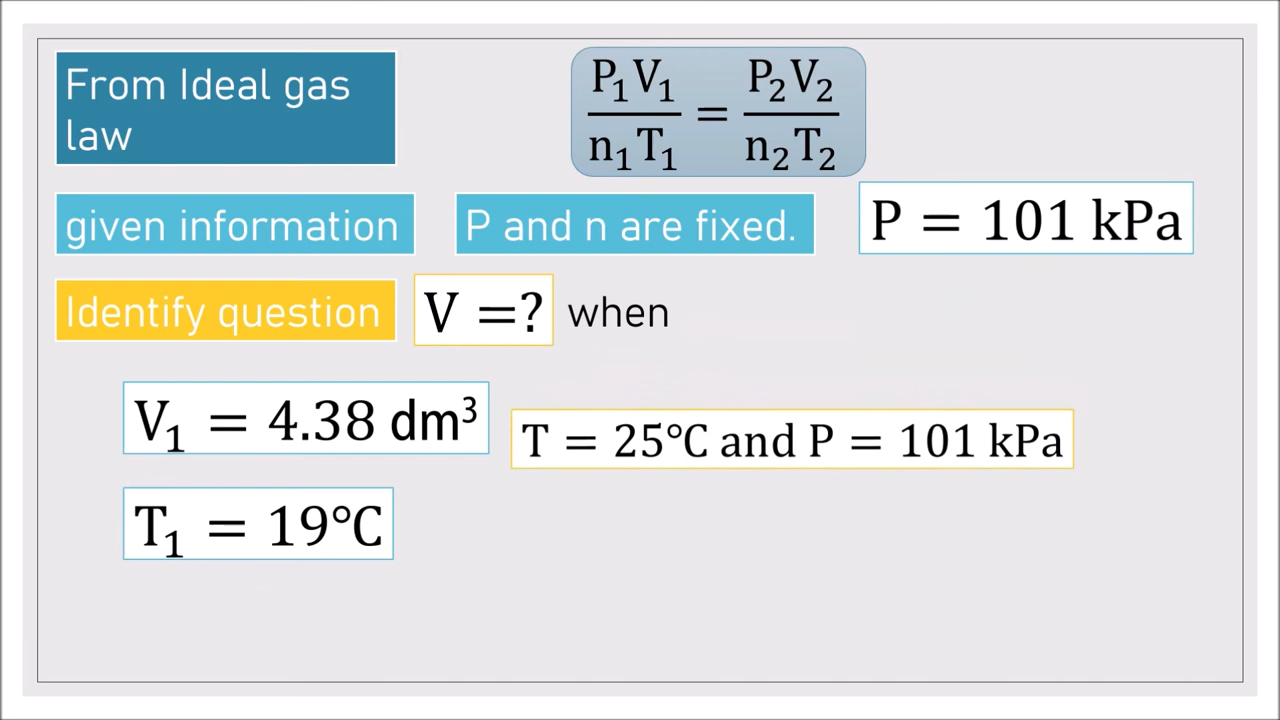 From Ideal gas
law
P₁V₁/n₁T₁ = P₂V₂/n₂T₂
given information
P and n are fixed.
P = 101 kPa
Identify question
V =?
when
V₁ = 4.38 dm³
T = 25°C and P = 101 kPa
T₁ = 19°C